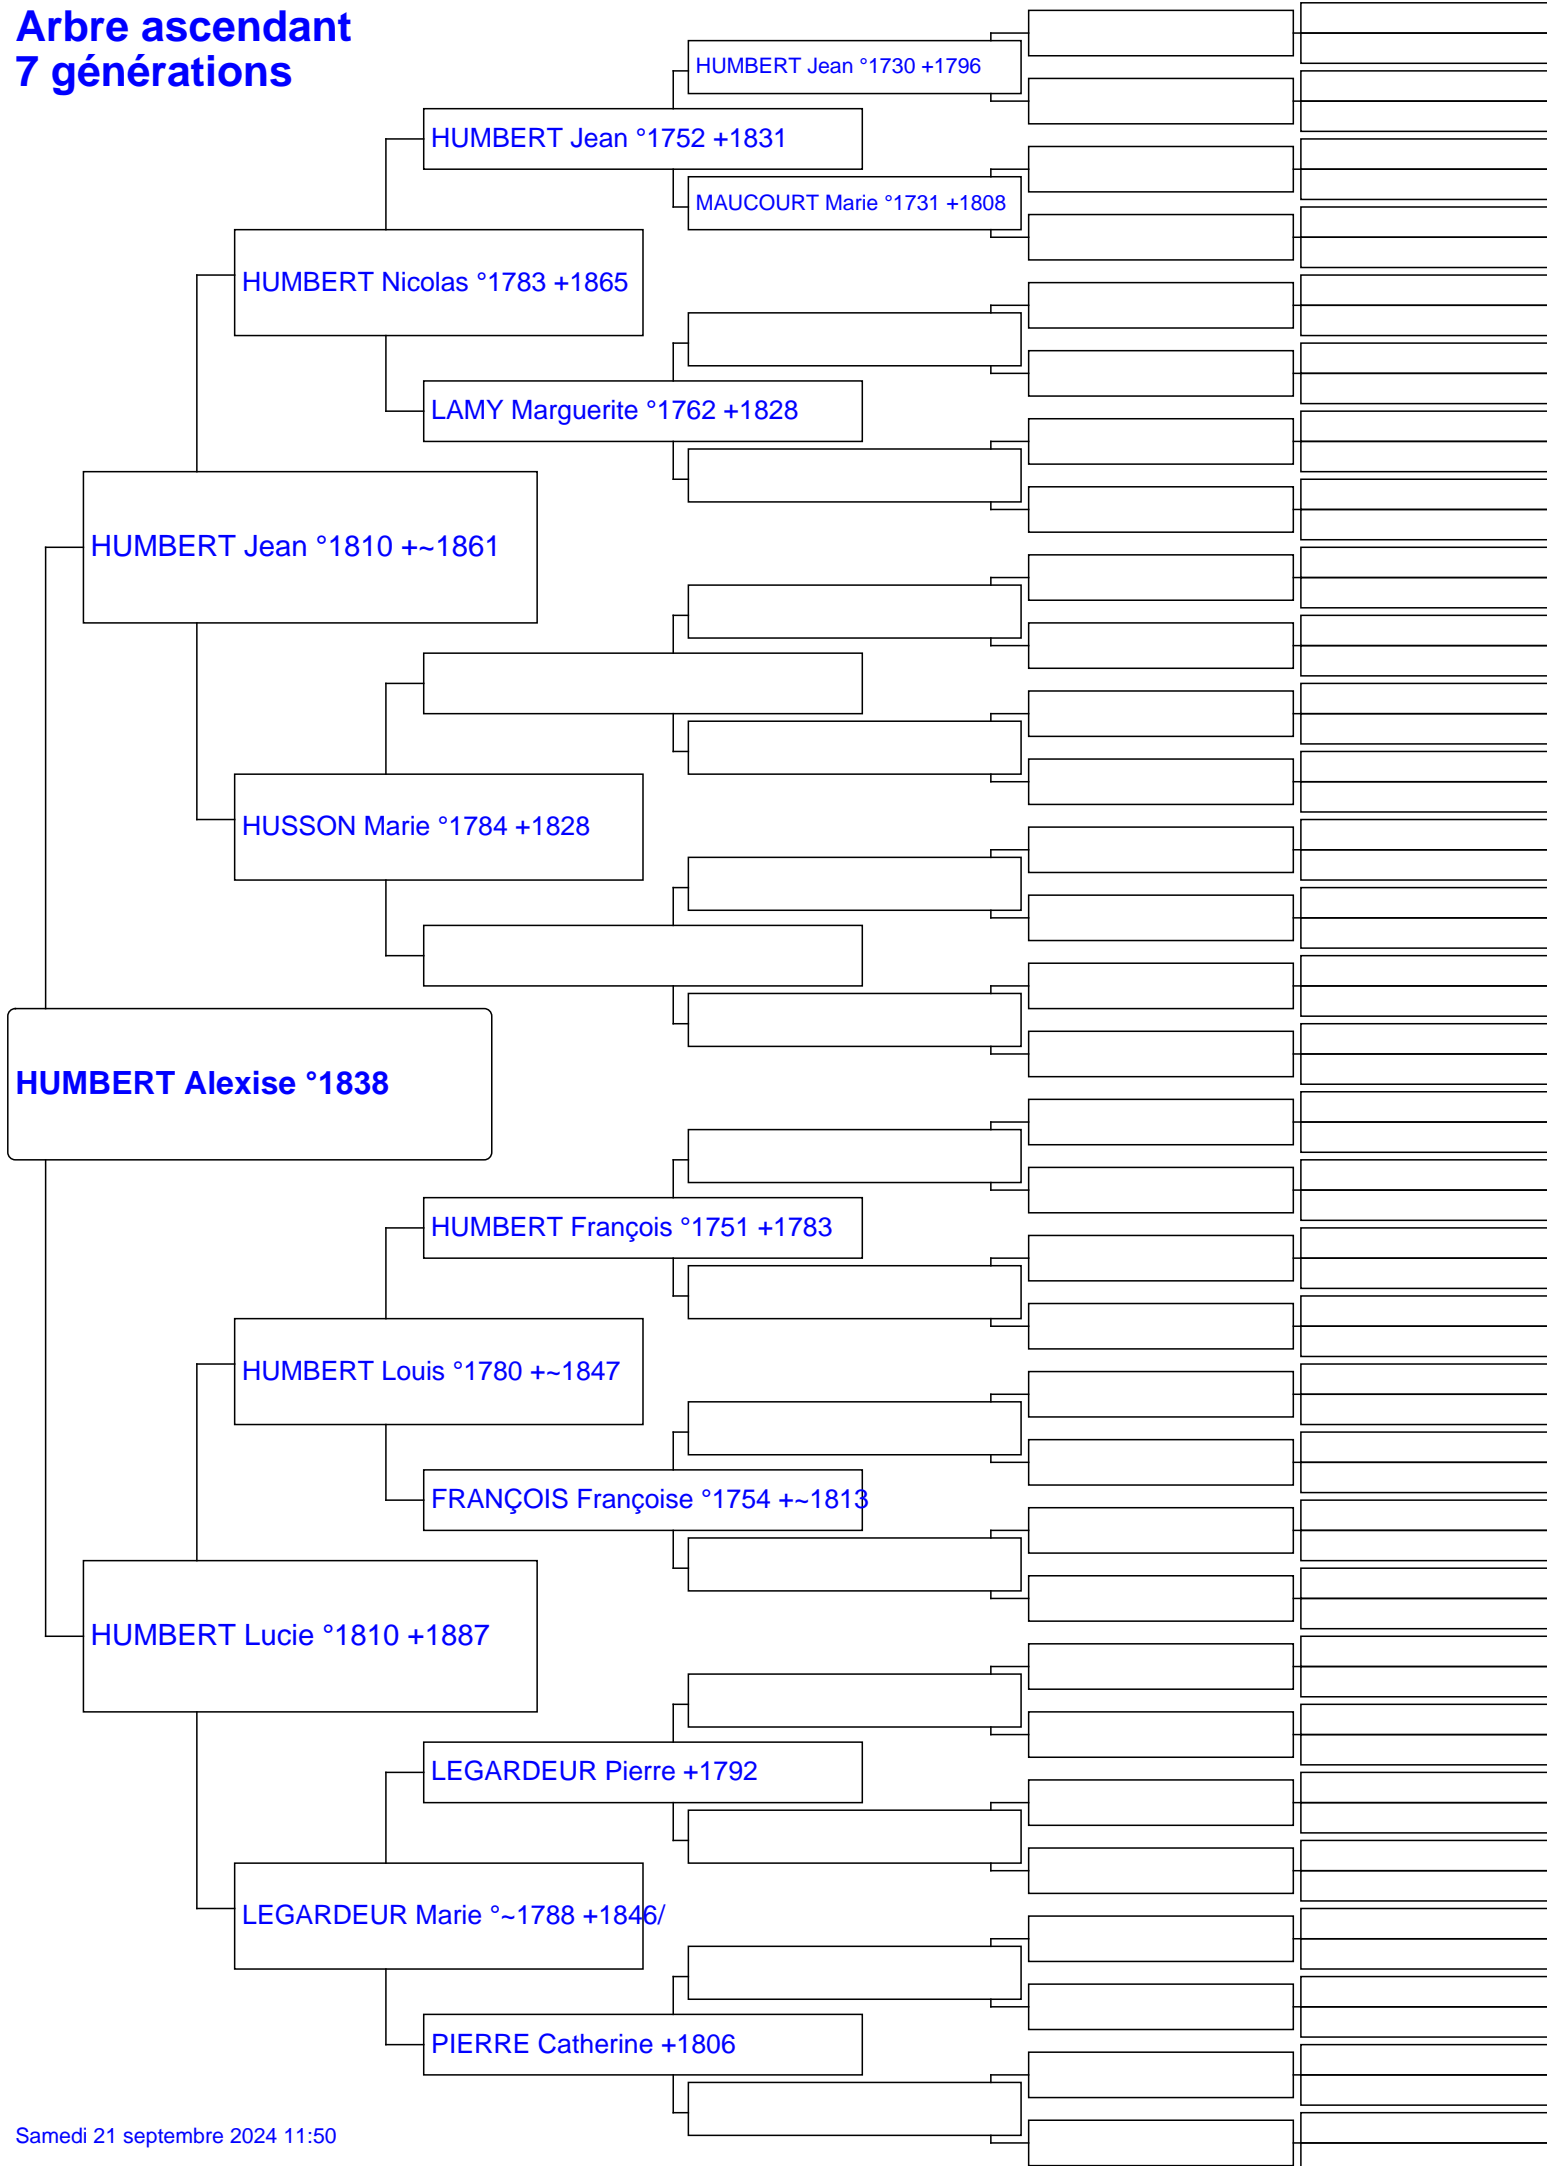 Arbre ascendant
7 générations
HUMBERT Jean °1730 +1796
HUMBERT Jean °1752 +1831
MAUCOURT Marie °1731 +1808
HUMBERT Nicolas °1783 +1865
LAMY Marguerite °1762 +1828
HUMBERT Jean °1810 +~1861
HUSSON Marie °1784 +1828
HUMBERT Alexise °1838
HUMBERT François °1751 +1783
HUMBERT Louis °1780 +~1847
FRANÇOIS Françoise °1754 +~1813
HUMBERT Lucie °1810 +1887
LEGARDEUR Pierre +1792
LEGARDEUR Marie °~1788 +1846/
PIERRE Catherine +1806
Samedi 21 septembre 2024 11:50